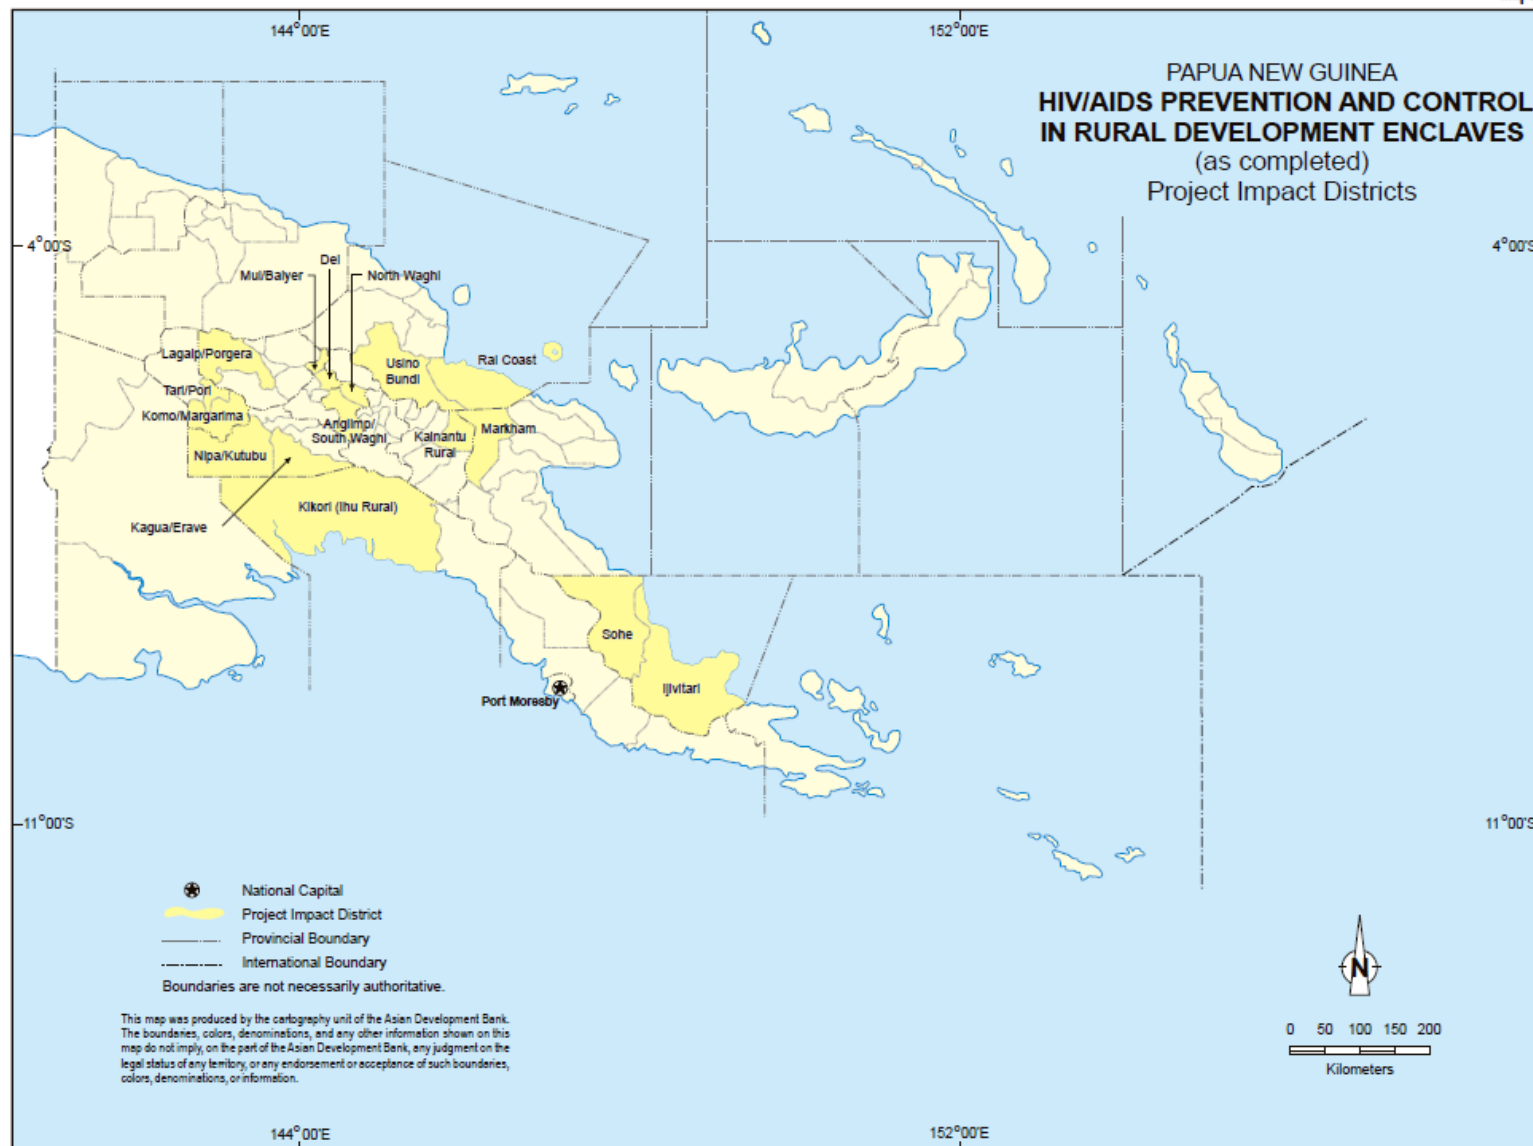 144°00'E
152°00'E
PAPUA NEW GUINEA
HIV/AIDS PREVENTION AND CONTROL
IN RURAL DEVELOPMENT ENCLAVES
(as completed)
Project Impact Districts
4°00'S
4°00'S
Del
Mul/Baiyer
North Waghi
Lagaip/Porgera
Usino
Bundi
Rai Coast
Tari/Pori
Komo/Margarima
Anglimp/
South Waghi
Kainantu
Rural
Markham
Nipa/Kutubu
Kikori (Ihu Rural)
Kagua/Erave
Sohe
Ijivitari
Port Moresby
11°00'S
11°00'S
National Capital
Project Impact District
Provincial Boundary
International Boundary
Boundaries are not necessarily authoritative.
This map was produced by the cartography unit of the Asian Development Bank.
The boundaries, colors, denominations, and any other information shown on this
map do not imply, on the part of the Asian Development Bank, any judgment on the
legal status of any territory, or any endorsement or acceptance of such boundaries,
colors, denominations, or information.
N
0 50 100 150 200
Kilometers
144°00'E
152°00'E